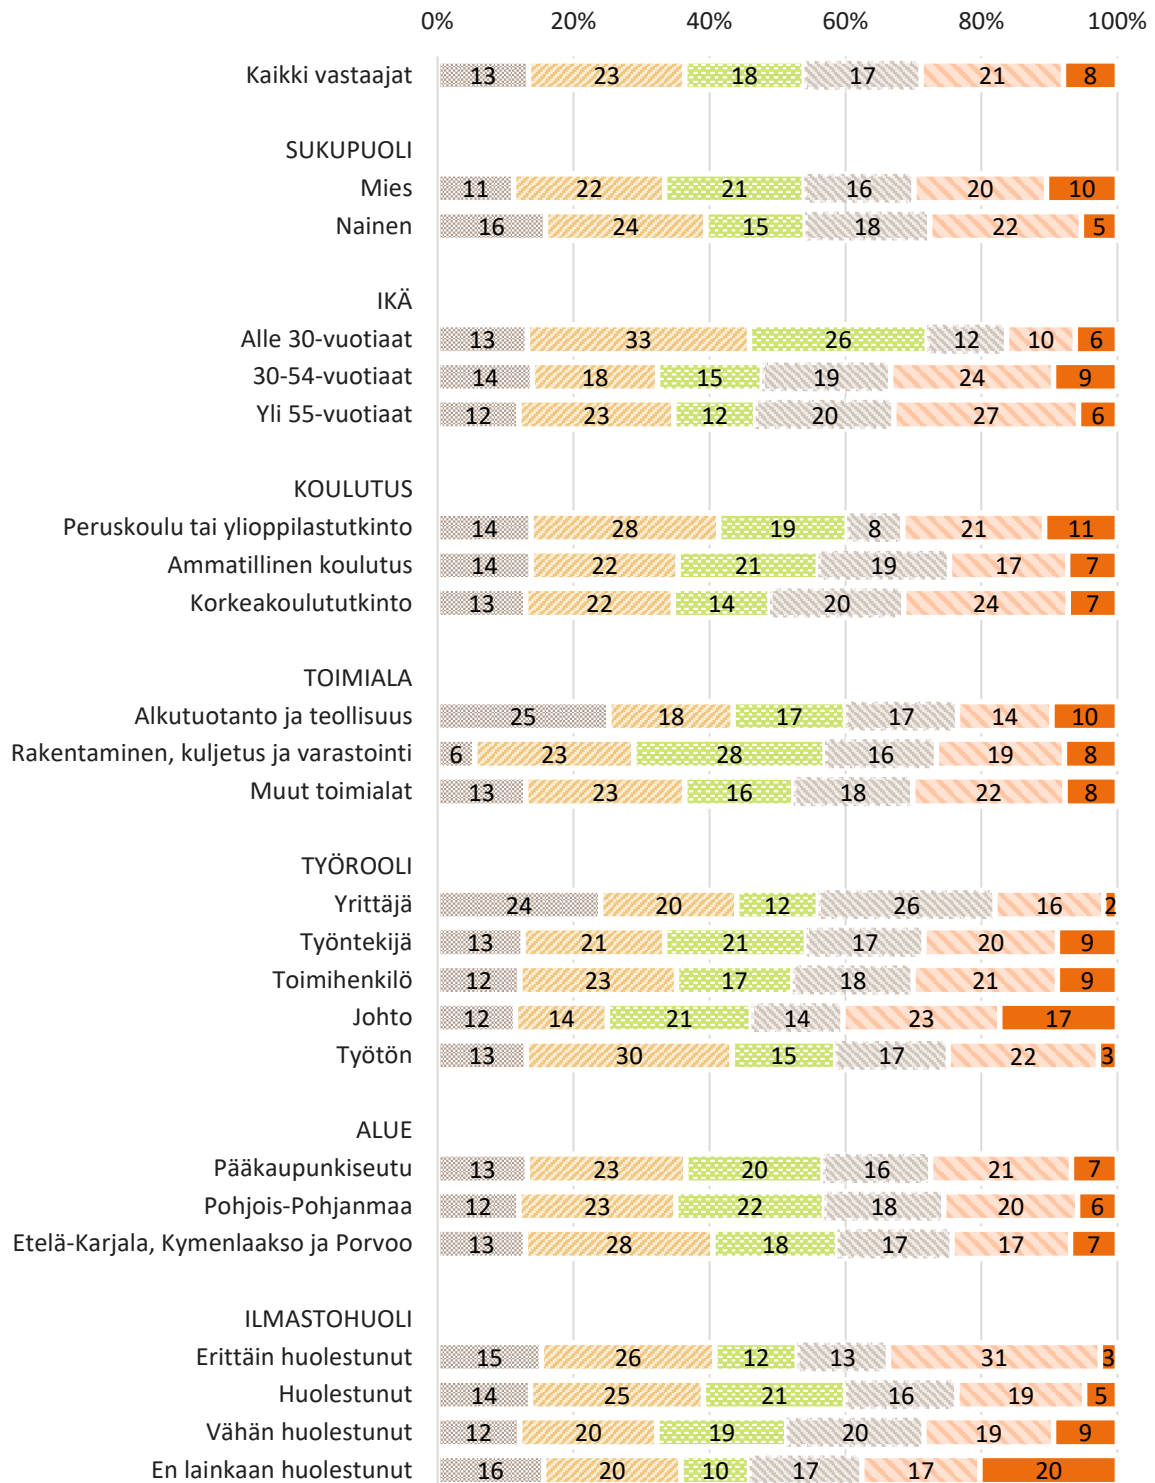 0% 20% 40% 60% 80% 100%
Kaikki vastaajat 13 23 18 17 21 8
SUKUPUOLI
Mies 11 22 21 16 20 10
Nainen 16 24 15 18 22 5
IKÄ
Alle 30-vuotiaat 13 33 26 12 10 6
30-54-vuotiaat 14 18 15 19 24 9
Yli 55-vuotiaat 12 23 12 20 27 6
KOULUTUS
Peruskoulu tai ylioppilastutkinto 14 28 19 8 21 11
Ammatillinen koulutus 14 22 21 19 17 7
Korkeakoulututkinto 13 22 14 20 24 7
TOIMIALA
Alkutuotanto ja teollisuus 25 18 17 17 14 10
Rakentaminen, kuljetus ja varastointi 6 23 28 16 19 8
Muut toimialat 13 23 16 18 22 8
TYÖROOLI
Yrittäjä 24 20 12 26 16 2
Työntekijä 13 21 21 17 20 9
Toimihenkilö 12 23 17 18 21 9
Johto 12 14 21 14 23 17
Työtön 13 30 15 17 22 3
ALUE
Pääkaupunkiseutu 13 23 20 16 21 7
Pohjois-Pohjanmaa 12 23 22 18 20 6
Etelä-Karjala, Kymenlaakso ja Porvoo 13 28 18 17 17 7
ILMASTOHUOLI
Erittäin huolestunut 15 26 12 13 31 3
Huolestunut 14 25 21 16 19 5
Vähän huolestunut 12 20 19 20 19 9
En lainkaan huolestunut 16 20 10 17 17 20